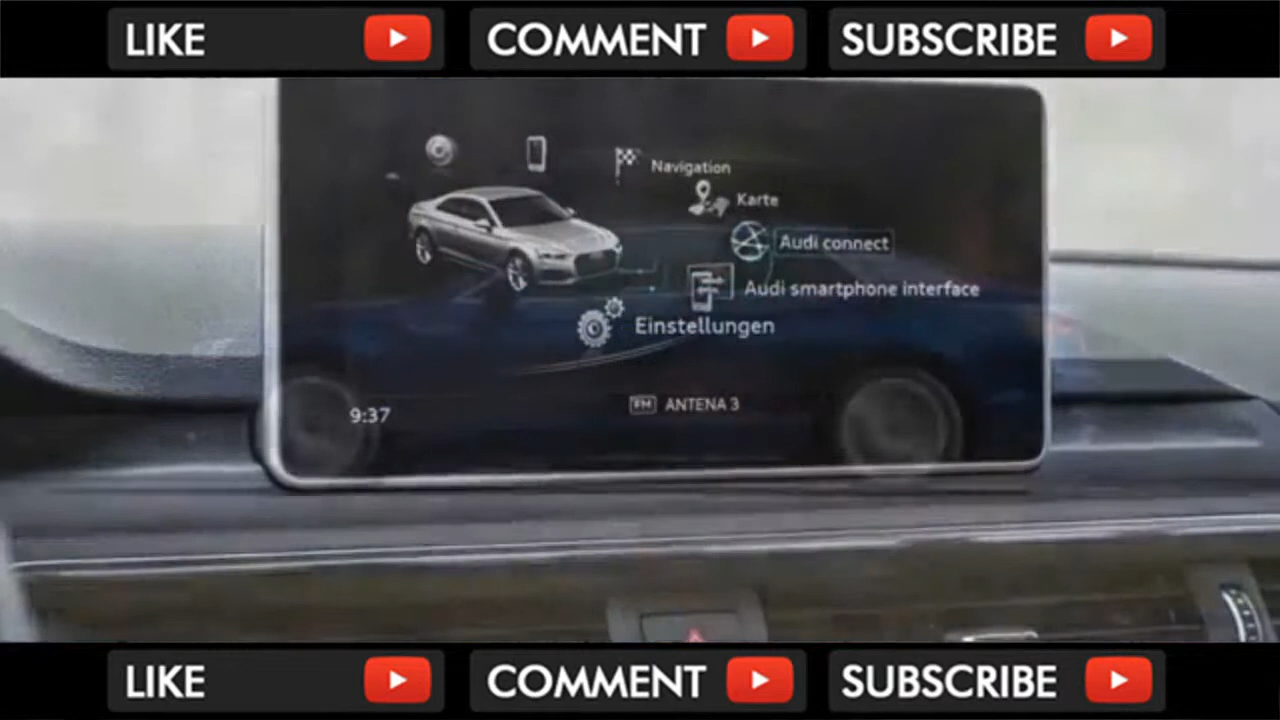 LIKE COMMENT SUBSCRIBE
Navigation
Karte
Audi connect
Audi smartphone interface
Einstellungen
9:37 FM ANTENA 3
LIKE COMMENT SUBSCRIBE